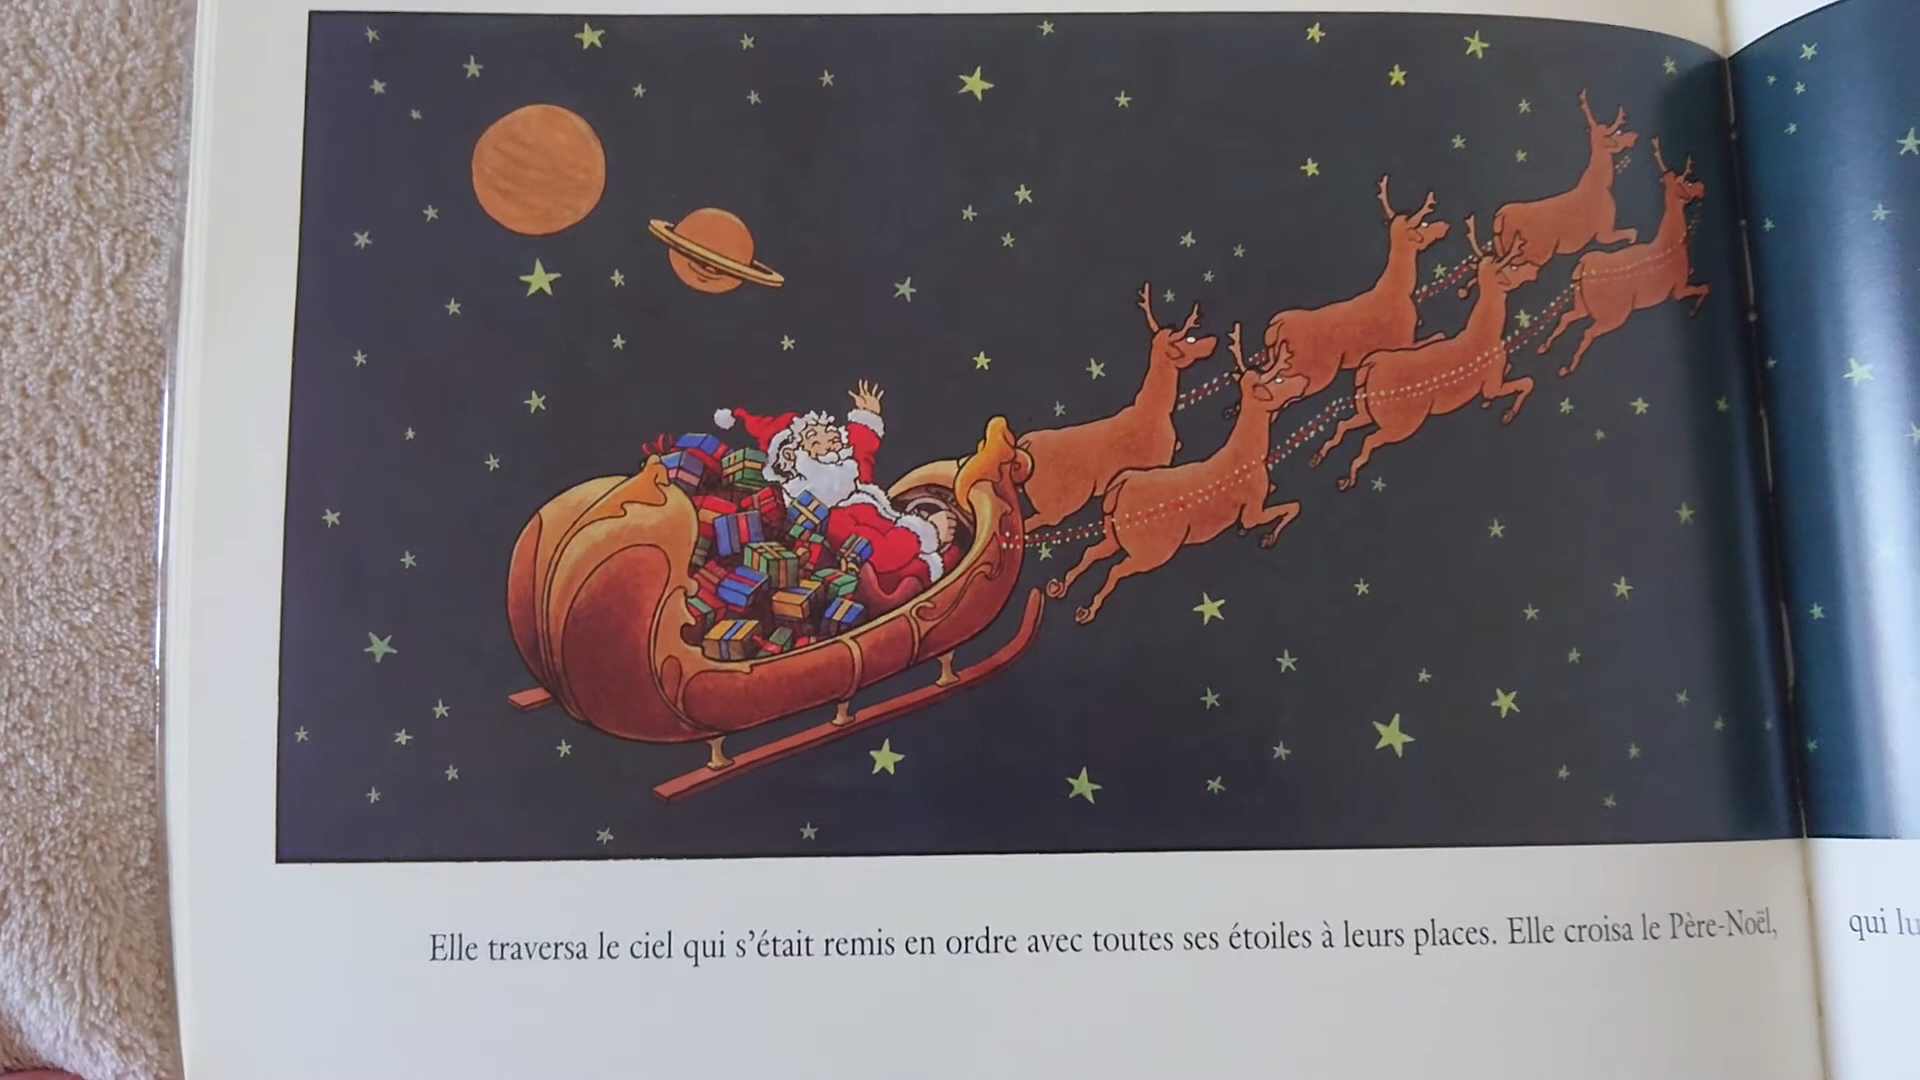 Elle traversa le ciel qui s'était remis en ordre avec toutes ses étoiles à leurs places. Elle croisa le Père-Noël, qui